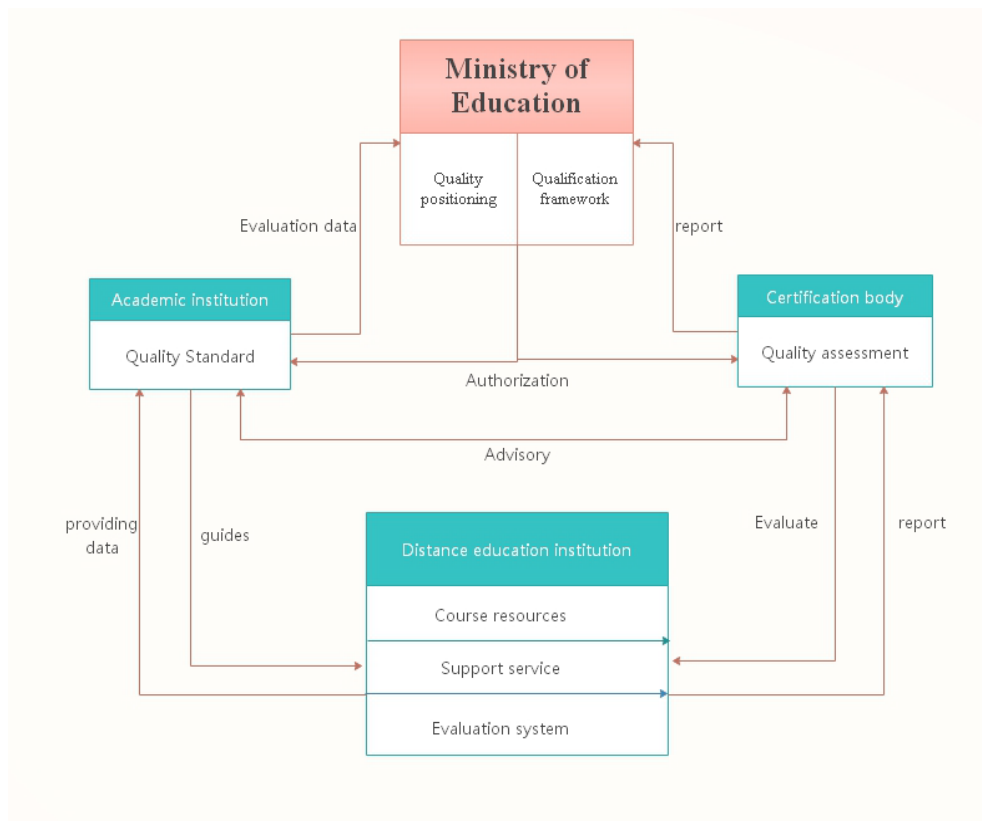 Ministry of
Education
Quality
positioning
Qualification
framework
Evaluation data
report
Academic institution
Quality Standard
Certification body
Quality assessment
Authorization
Advisory
providing
data
guides
Evaluate
report
Distance education institution
Course resources
Support service
Evaluation system